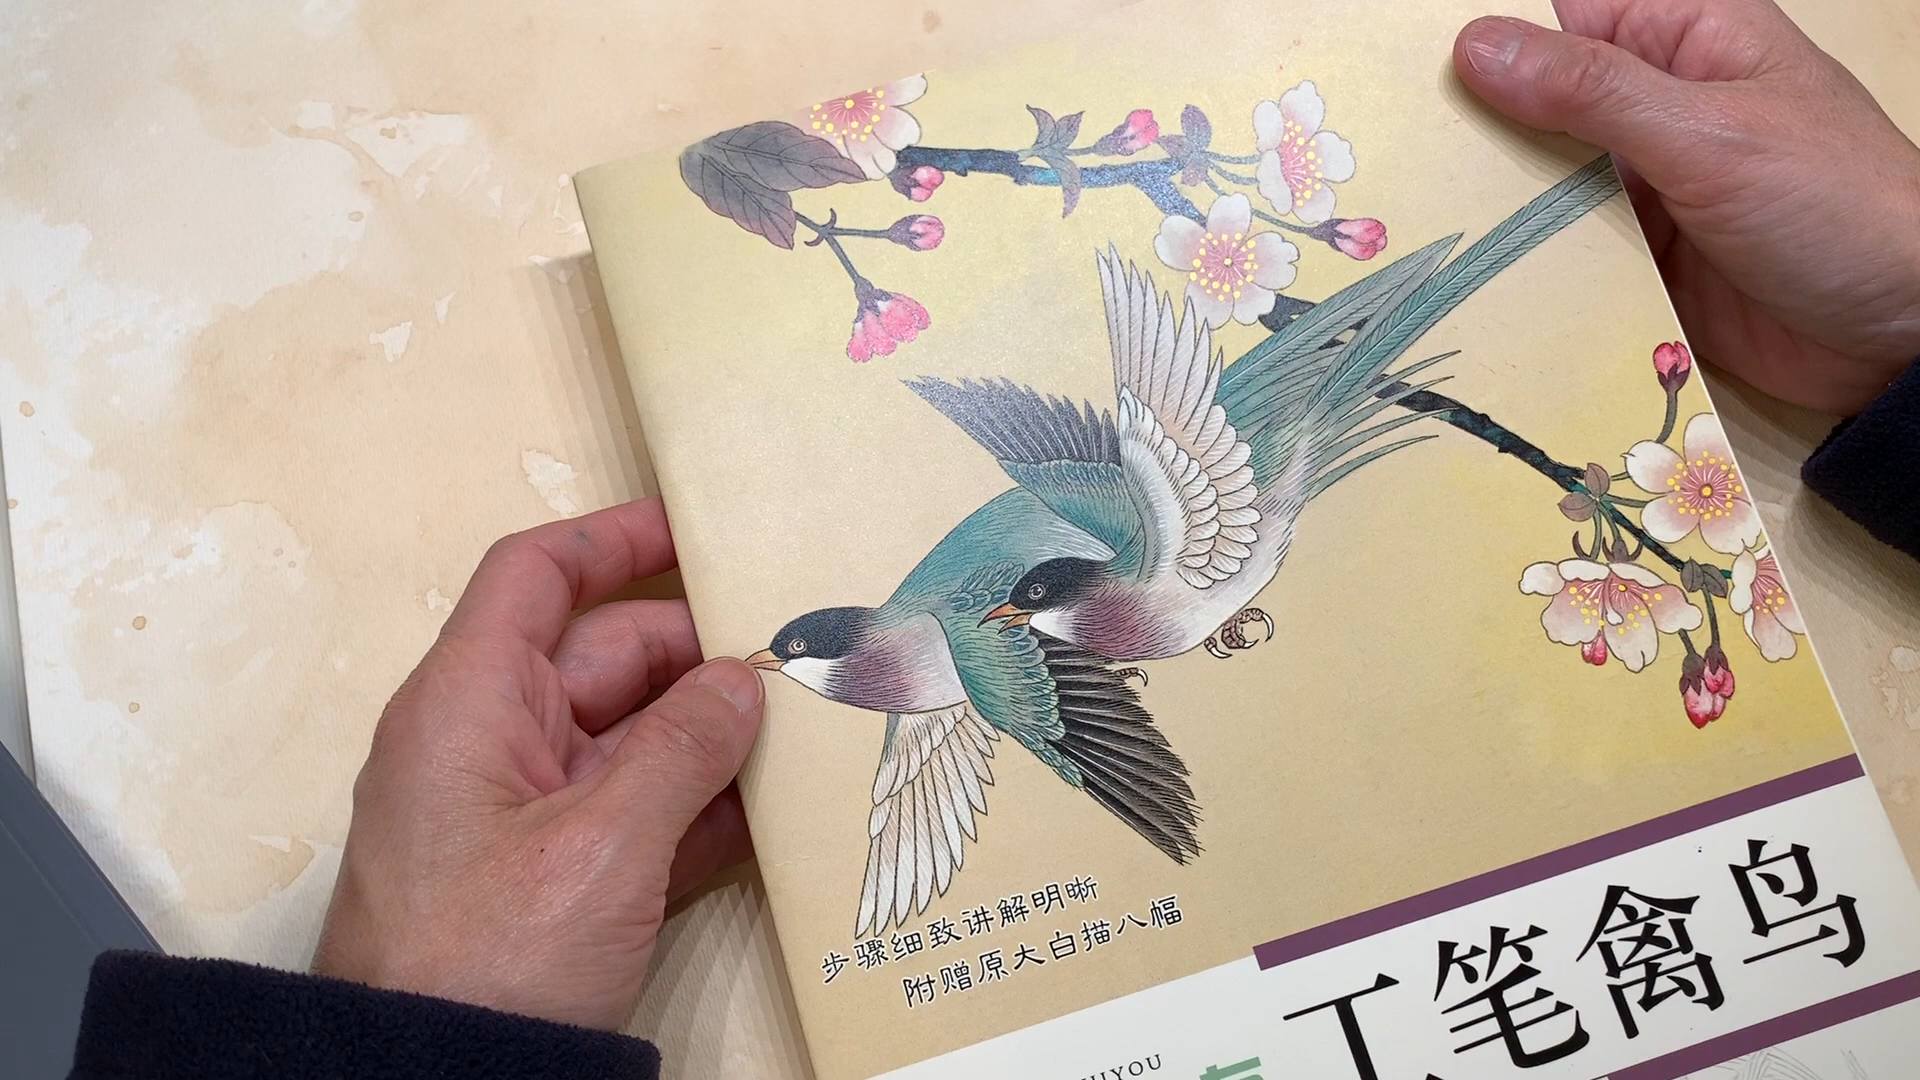 步骤细致讲解明晰
附赠原大白描八幅
工笔禽鸟